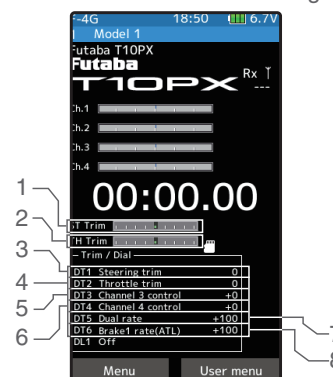 -4G 18:50 6.7V
Model 1
Futaba T10PX
Futaba
T10PX
Rx
---
Ch.1
Ch.2
Ch.3
Ch.4
00:00.00
1
ST Trim
2
TH Trim
Trim / Dial
3
DT1 Steering trim 0
4
DT2 Throttle trim 0
5
DT3 Channel 3 control +0
6
DT4 Channel 4 control +0
DT5 Dual rate +100
7
DT6 Brake1 rate(ATL) +100
8
DL1 Off
Menu User menu